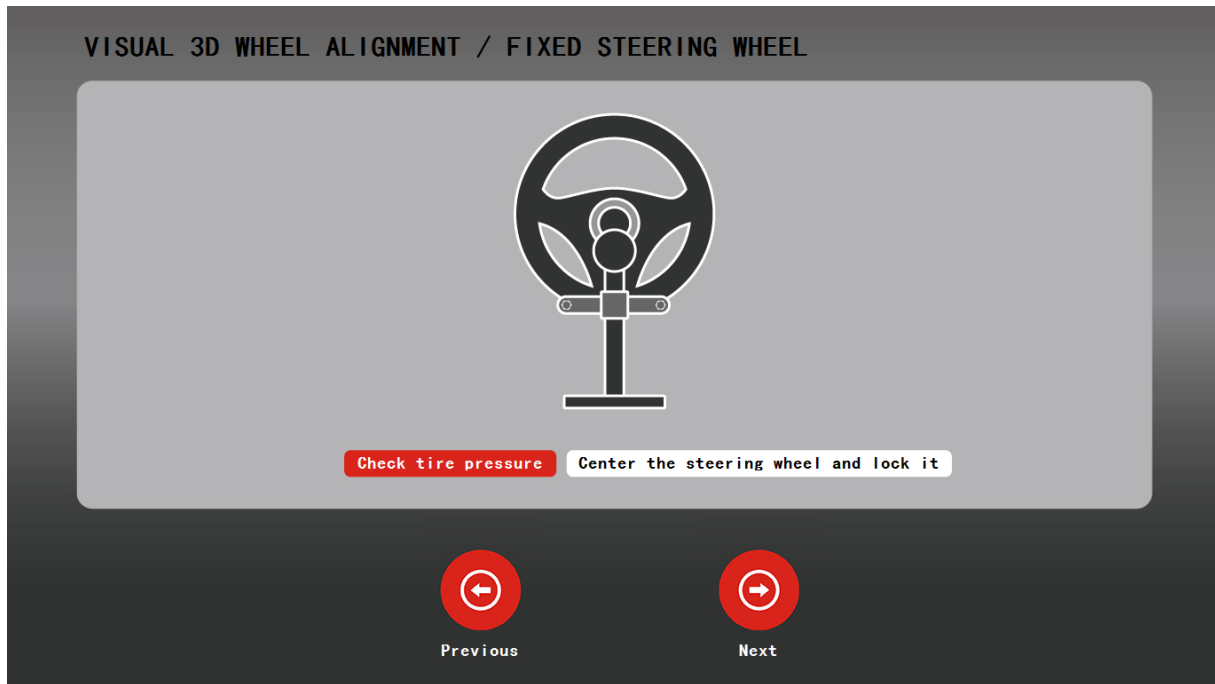 VISUAL 3D WHEEL ALIGNMENT / FIXED STEERING WHEEL
Check tire pressure
Center the steering wheel and lock it
Previous
Next